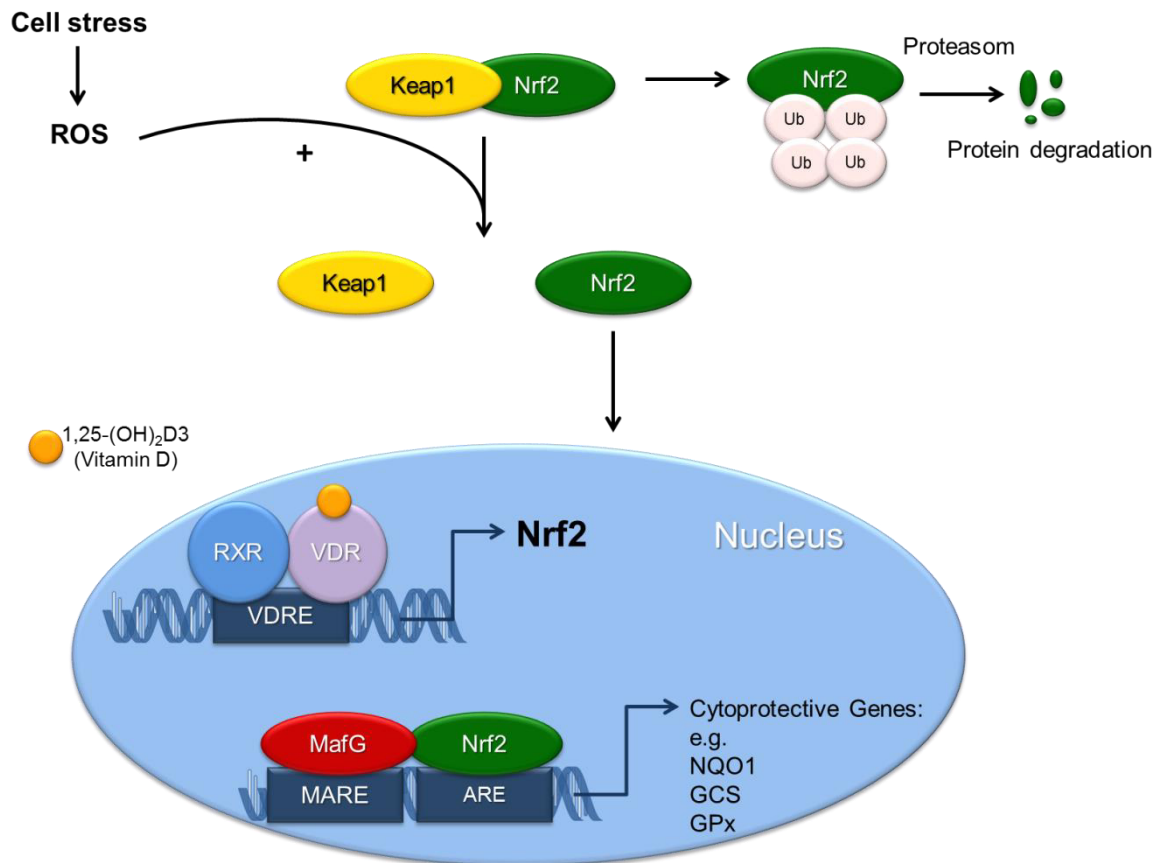 Cell stress
ROS
+
Keap1
Nrf2
Nrf2
Ub
Ub
Ub
Ub
Proteasom
Protein degradation
Keap1
Nrf2
1,25-(OH)₂D3
(Vitamin D)
RXR
VDR
VDRE
Nrf2
Nucleus
MafG
Nrf2
MARE
ARE
Cytoprotective Genes:
e.g.
NQO1
GCS
GPx